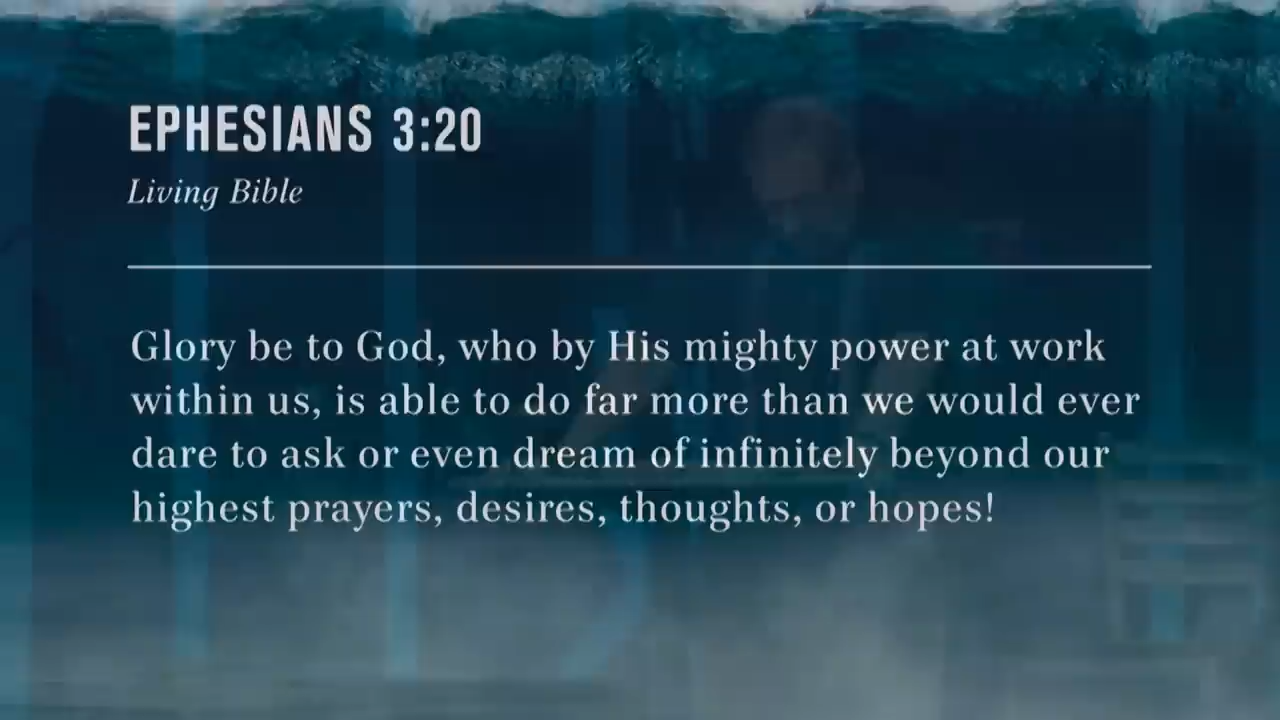 EPHESIANS 3:20
Living Bible
Glory be to God, who by His mighty power at work
within us, is able to do far more than we would ever
dare to ask or even dream of infinitely beyond our
highest prayers, desires, thoughts, or hopes!